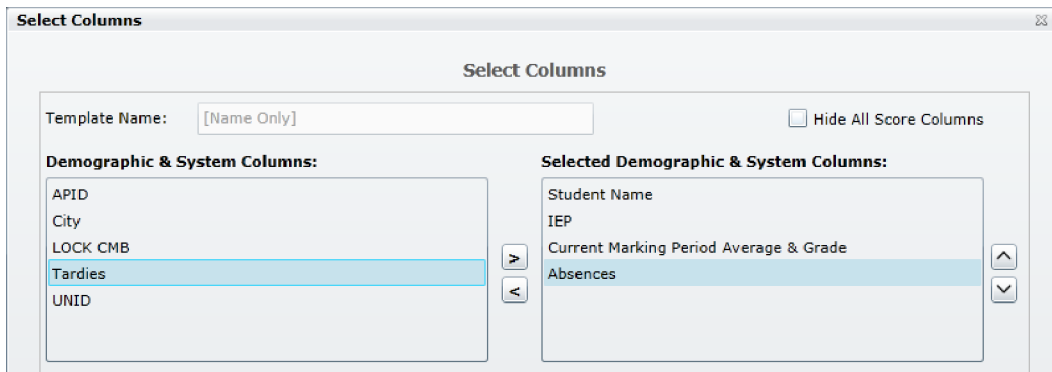 Select Columns
Select Columns
Template Name: [Name Only] Hide All Score Columns
Demographic & System Columns:
APID
City
LOCK CMB
Tardies
UNID
>
<
Selected Demographic & System Columns:
Student Name
IEP
Current Marking Period Average & Grade
Absences